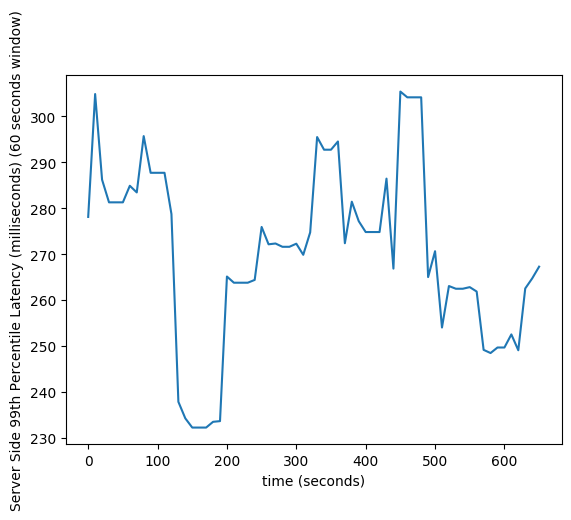 Server Side 99th Percentile Latency (milliseconds) (60 seconds window)
300
290
280
270
260
250
240
230
0 100 200 300 400 500 600
time (seconds)